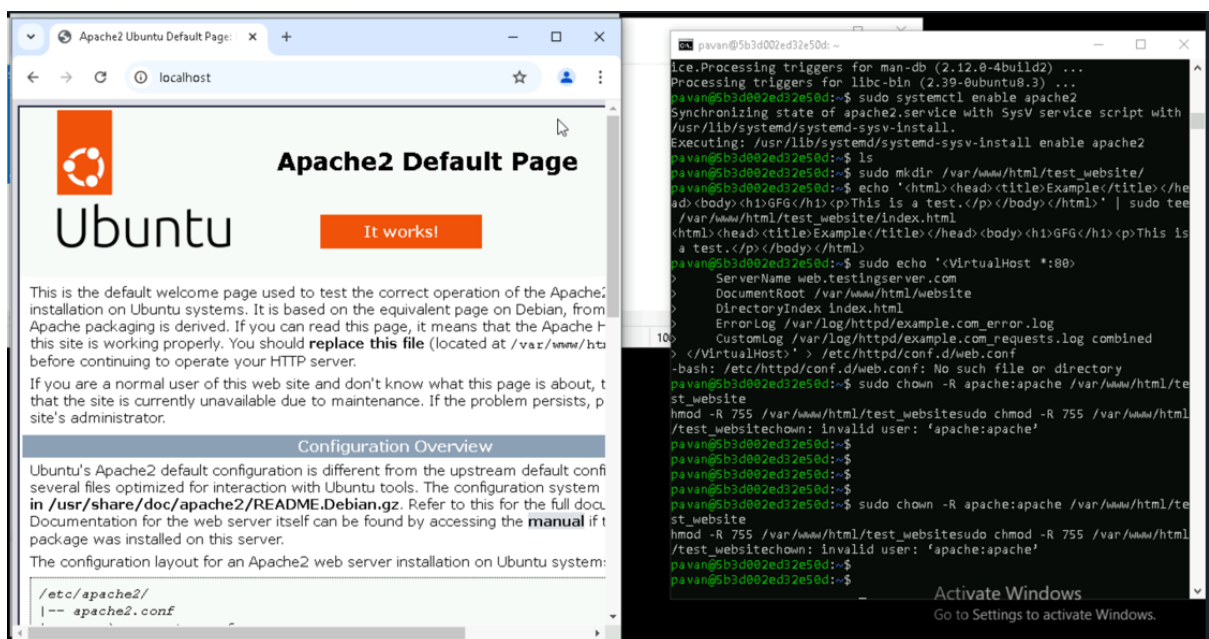 Apache2 Ubuntu Default Page:
localhost
Ubuntu
Apache2 Default Page
It works!
This is the default welcome page used to test the correct operation of the Apache2
installation on Ubuntu systems. It is based on the equivalent page on Debian, from
Apache packaging is derived. If you can read this page, it means that the Apache H
this site is working properly. You should replace this file (located at /var/www/htm
before continuing to operate your HTTP server.
If you are a normal user of this web site and don't know what this page is about, t
that the site is currently unavailable due to maintenance. If the problem persists, p
site's administrator.
Configuration Overview
Ubuntu's Apache2 default configuration is different from the upstream default confi
several files optimized for interaction with Ubuntu tools. The configuration system
in /usr/share/doc/apache2/README.Debian.gz. Refer to this for the full docu
Documentation for the web server itself can be found by accessing the manual if t
package was installed on this server.
The configuration layout for an Apache2 web server installation on Ubuntu systems
/etc/apache2/
|-- apache2.conf
10
pavan@5b3d002ed32e50d: ~
ice.Processing triggers for man-db (2.12.0-4build2) ...
Processing triggers for libc-bin (2.39-0ubuntu8.3) ...
pavan@5b3d002ed32e50d:~$ sudo systemctl enable apache2
Synchronizing state of apache2.service with SysV service script with
/usr/lib/systemd/systemd-sysv-install.
Executing: /usr/lib/systemd/systemd-sysv-install enable apache2
pavan@5b3d002ed32e50d:~$ ls
pavan@5b3d002ed32e50d:~$ sudo mkdir /var/www/html/test_website/
pavan@5b3d002ed32e50d:~$ echo '<html><head><title>Example</title></he
ad><body><h1>GFG</h1><p>This is a test.</p></body></html>' | sudo tee
/var/www/html/test_website/index.html
<html><head><title>Example</title></head><body><h1>GFG</h1><p>This is
a test.</p></body></html>
pavan@5b3d002ed32e50d:~$ sudo echo '<VirtualHost *:80>
> ServerName web.testingserver.com
> DocumentRoot /var/www/html/website
> DirectoryIndex index.html
> ErrorLog /var/log/httpd/example.com_error.log
> CustomLog /var/log/httpd/example.com_requests.log combined
> </VirtualHost>' > /etc/httpd/conf.d/web.conf
-bash: /etc/httpd/conf.d/web.conf: No such file or directory
pavan@5b3d002ed32e50d:~$ sudo chown -R apache:apache /var/www/html/te
st_website
hmod -R 755 /var/www/html/test_websitesudo chmod -R 755 /var/www/html
/test_websitechown: invalid user: ‘apache:apache’
pavan@5b3d002ed32e50d:~$
pavan@5b3d002ed32e50d:~$
pavan@5b3d002ed32e50d:~$
pavan@5b3d002ed32e50d:~$
pavan@5b3d002ed32e50d:~$ sudo chown -R apache:apache /var/www/html/te
st_website
hmod -R 755 /var/www/html/test_websitesudo chmod -R 755 /var/www/html
/test_websitechown: invalid user: ‘apache:apache’
pavan@5b3d002ed32e50d:~$
pavan@5b3d002ed32e50d:~$
Activate Windows
Go to Settings to activate Windows.